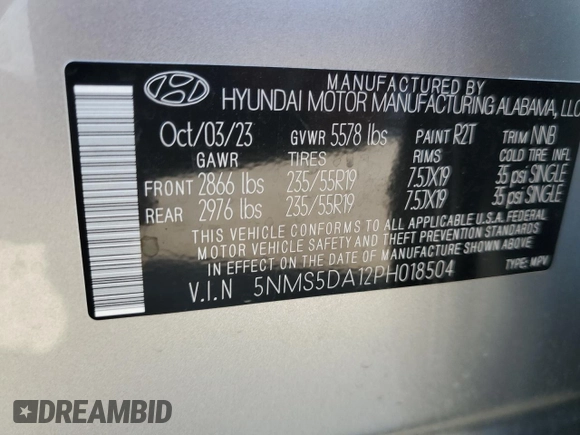 MANUFACTURED BY
HYUNDAI MOTOR MANUFACTURING ALABAMA, LLC
Oct/03/23 GVWR 5578 lbs PAINT R2T TRIM NNB
GAWR TIRES RIMS COLD TIRE INFL
FRONT 2866 lbs 235/55R19 7.5JX19 35 psi SINGLE
REAR 2976 lbs 235/55R19 7.5JX19 35 psi SINGLE
THIS VEHICLE CONFORMS TO ALL APPLICABLE U.S.A. FEDERAL
MOTOR VEHICLE SAFETY AND THEFT PREVENTION STANDARDS
IN EFFECT ON THE DATE OF MANUFACTURE SHOWN ABOVE.
V.I.N 5NMS5DA12PH018504 TYPE: MPV
DREAMBID